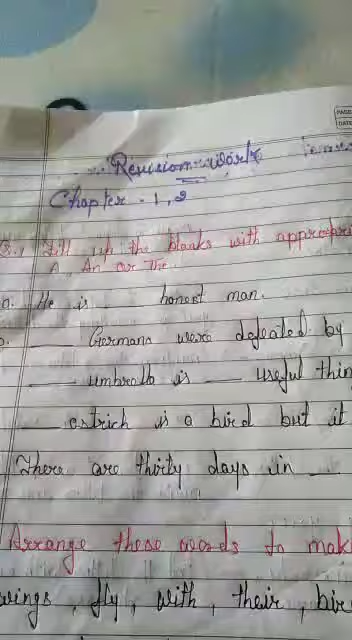 PAGE
DATE
Revision work
Chapter - 1,2
Q.1 Fill up the blanks with appropri
A, An or The.
He is honest man.
___ Germans were defeated by
___ umbrella is ___ useful thin
___ ostrich is a bird but it
There are thirty days in ___
Arrange these words to mak
wings, fly, with, their, bir